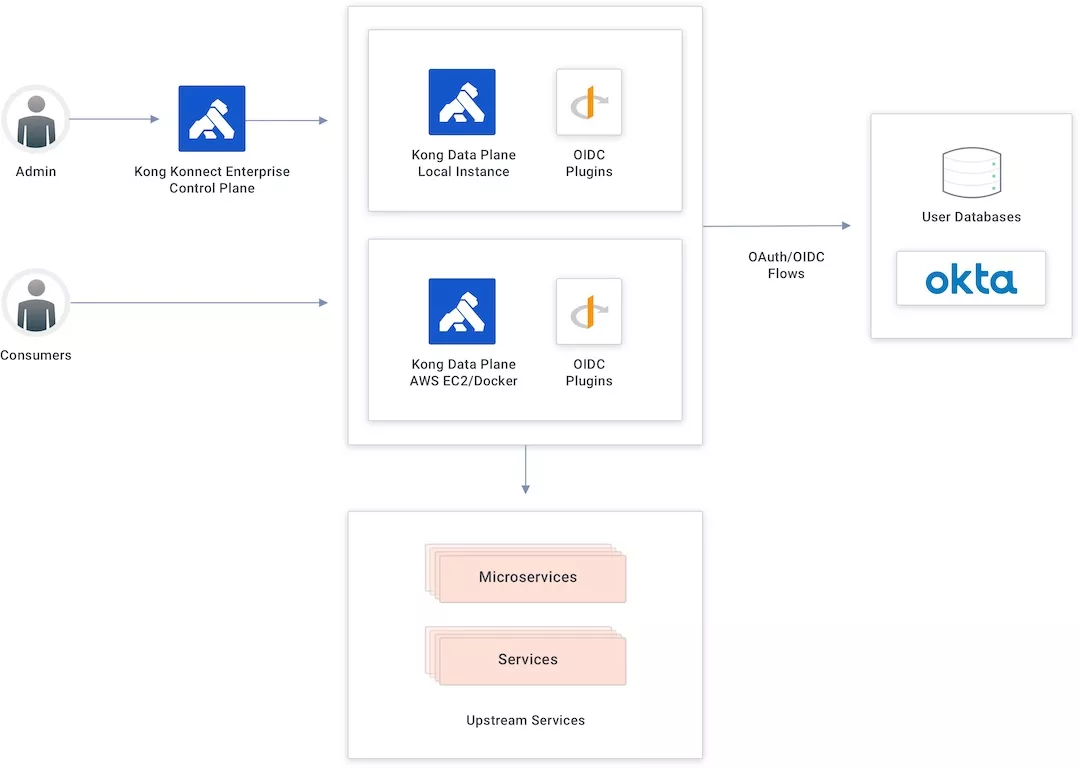 Admin
Kong Konnect Enterprise
Control Plane
Consumers
Kong Data Plane
Local Instance
OIDC
Plugins
Kong Data Plane
AWS EC2/Docker
OIDC
Plugins
OAuth/OIDC
Flows
User Databases
okta
Microservices
Services
Upstream Services